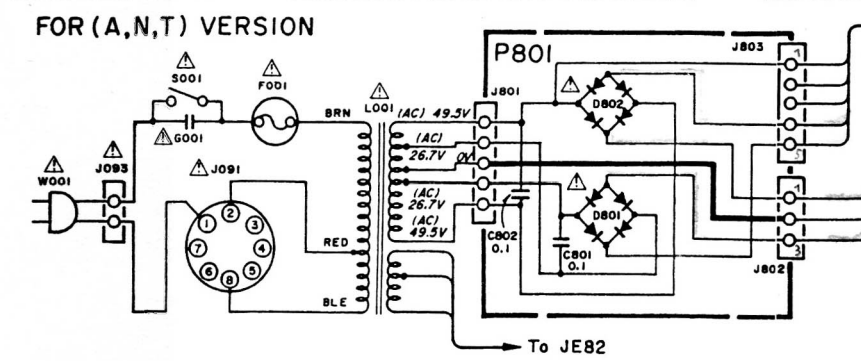 FOR (A,N,T) VERSION
P801
J803
S001
F001
L001
J801
BRN
(AC) 49.5V
D802
7
G001
(AC)
26.7V
0V
W001
J093
J091
5
1
2
3
4
5
6
7
8
(AC)
26.7V
(AC)
49.5V
RED
D801
C802
0.1
C801
0.1
1
3
J802
BLE
To JE82